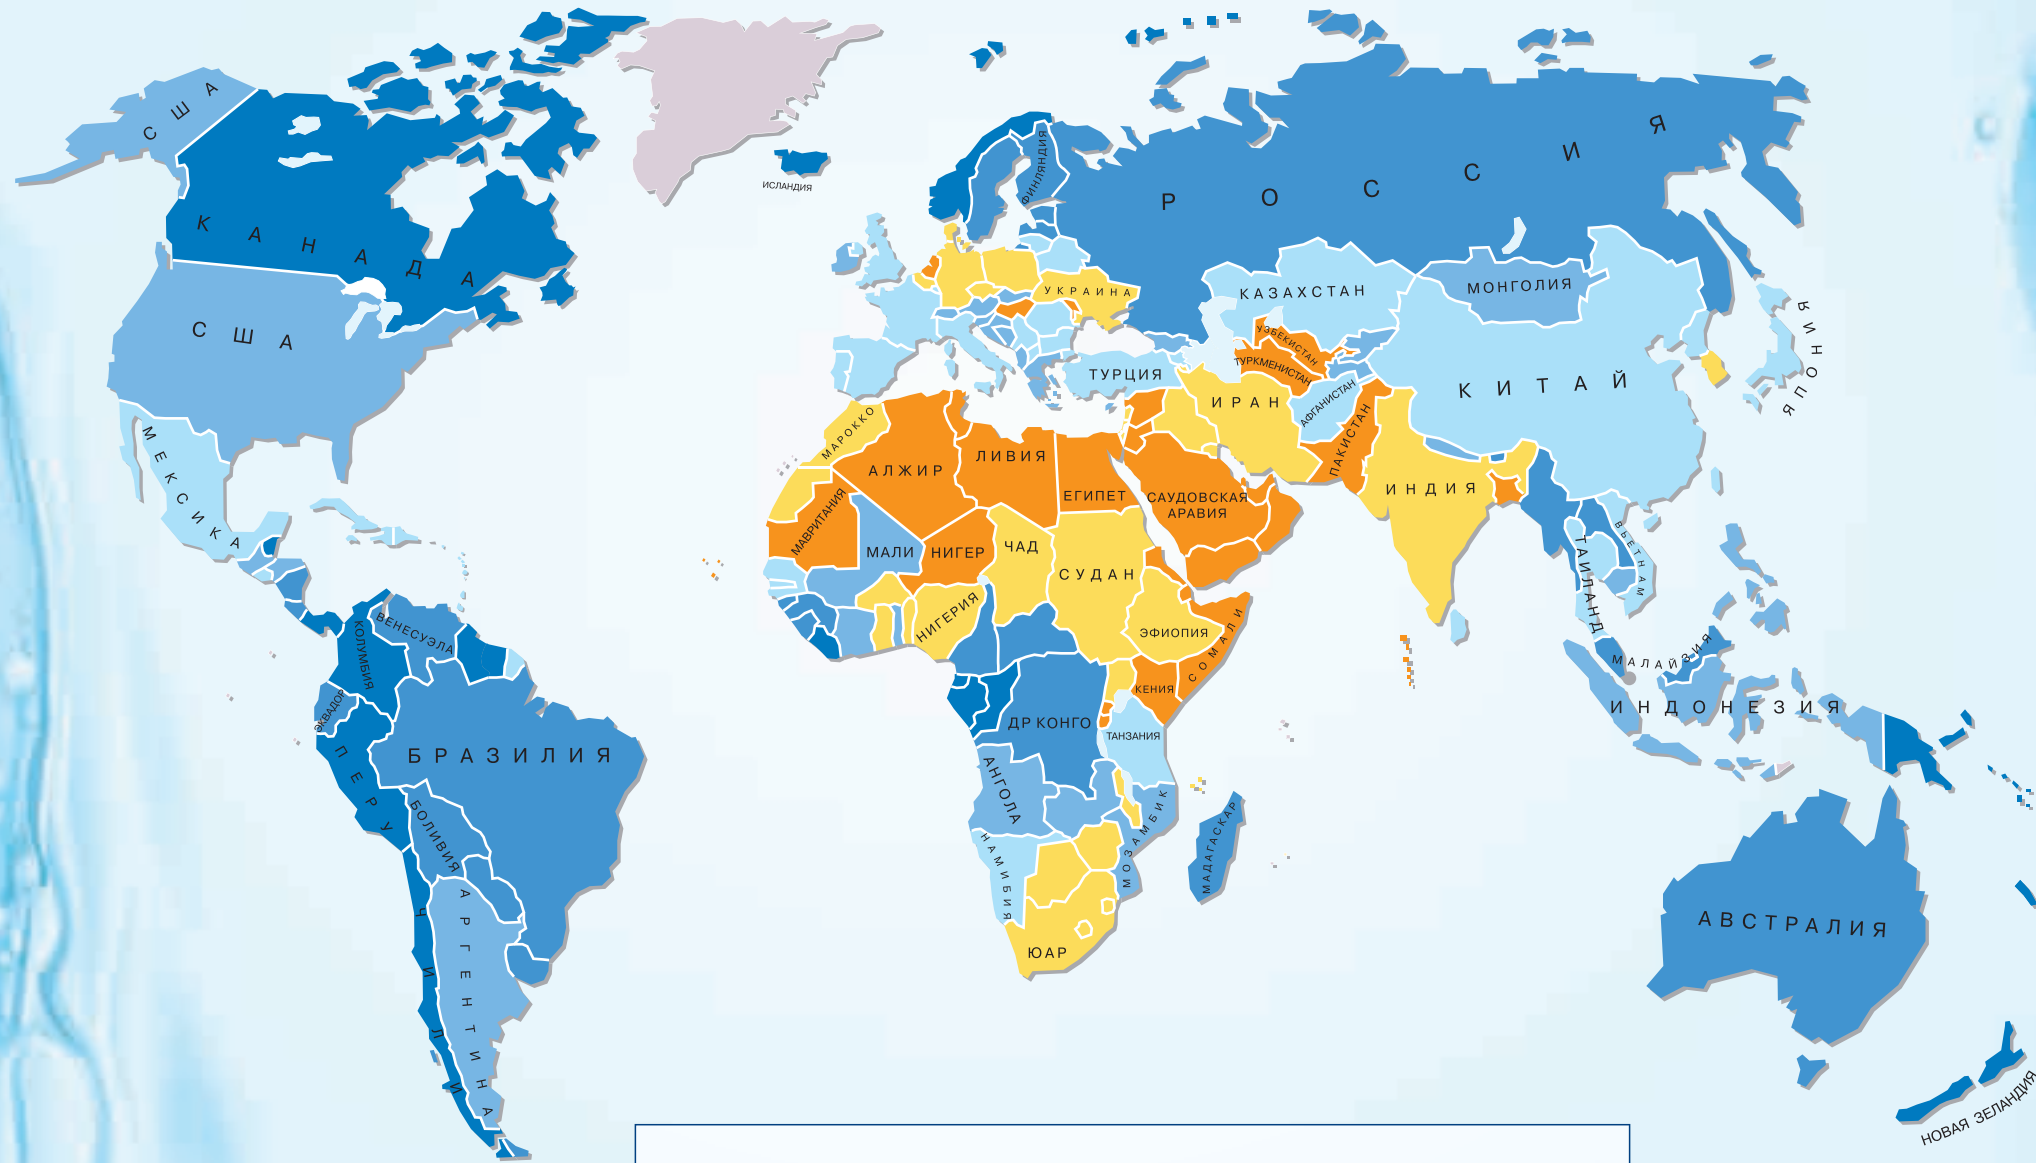 США
КАНАДА
США
МЕКСИКА
ИСЛАНДИЯ
ФИНЛЯНДИЯ
РОССИЯ
УКРАИНА
КАЗАХСТАН
МОНГОЛИЯ
УЗБЕКИСТАН
ТУРКМЕНИСТАН
ТУРЦИЯ
ИРАН
АФГАНИСТАН
ПАКИСТАН
КИТАЙ
ЯПОНИЯ
ИНДИЯ
МАРОККО
АЛЖИР
ЛИВИЯ
ЕГИПЕТ
САУДОВСКАЯ
АРАВИЯ
МАВРИТАНИЯ
МАЛИ
НИГЕР
ЧАД
СУДАН
НИГЕРИЯ
ЭФИОПИЯ
СОМАЛИ
КЕНИЯ
ДР КОНГО
ТАНЗАНИЯ
АНГОЛА
МОЗАМБИК
МАДАГАСКАР
НАМИБИЯ
ЮАР
ВЬЕТНАМ
ТАИЛАНД
МАЛАЙЗИЯ
ИНДОНЕЗИЯ
АВСТРАЛИЯ
НОВАЯ ЗЕЛАНДИЯ
ВЕНЕСУЭЛА
КОЛУМБИЯ
ЭКВАДОР
ПЕРУ
БРАЗИЛИЯ
БОЛИВИЯ
АРГЕНТИНА
ЧИЛИ